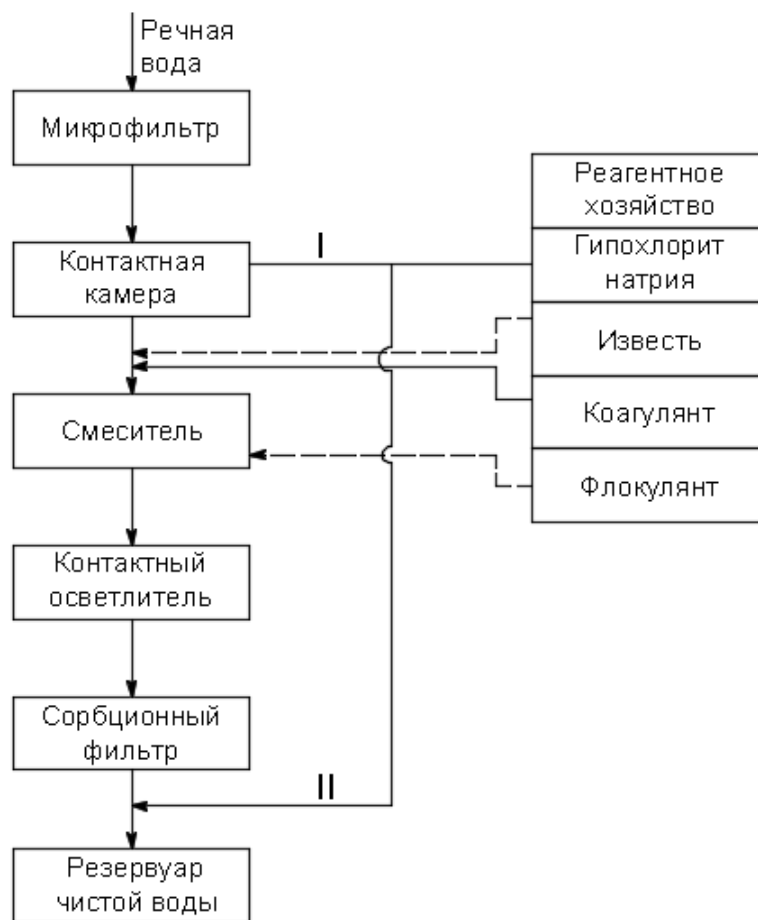 Речная
вода
Микрофильтр
Контактная
камера
I
Реагентное
хозяйство
Гипохлорит
натрия
Известь
Коагулянт
Флокулянт
Смеситель
Контактный
осветлитель
Сорбционный
фильтр
II
Резервуар
чистой воды